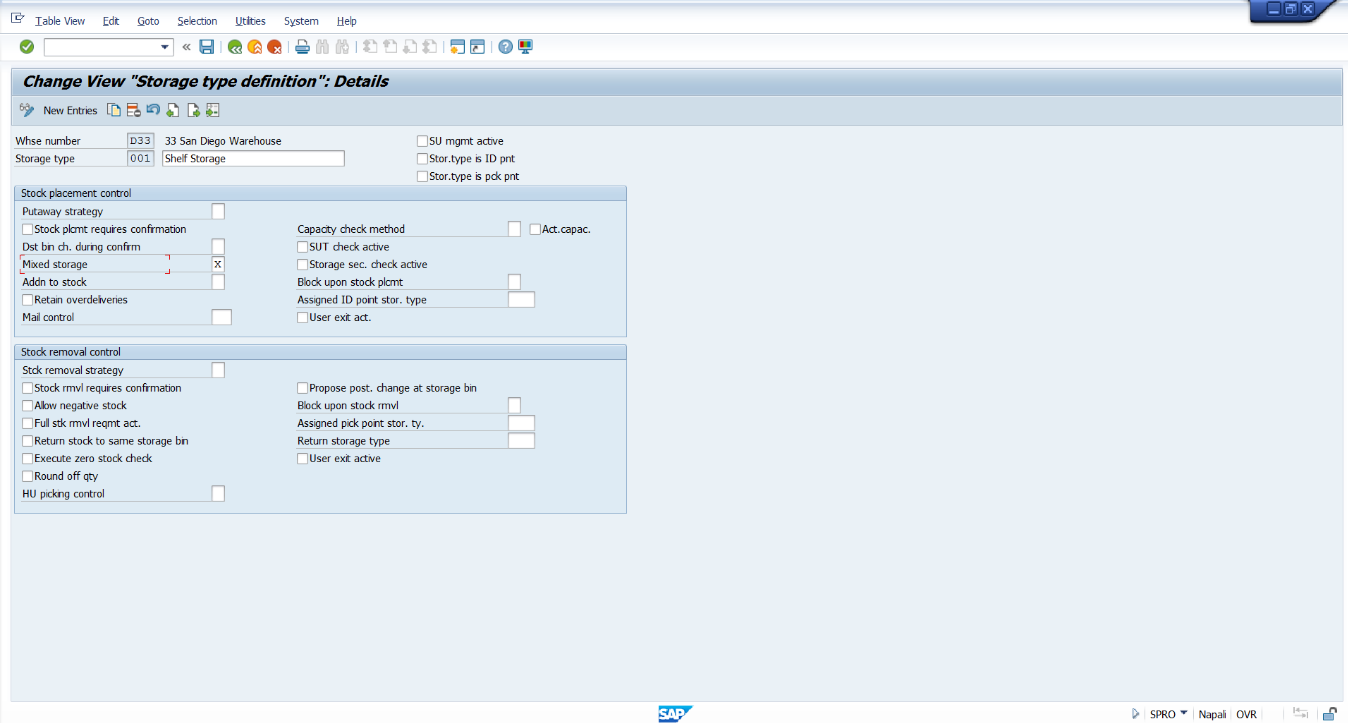 Table View Edit Goto Selection Utilities System Help
Change View "Storage type definition": Details
New Entries
Whse number D33 33 San Diego Warehouse SU mgmt active
Storage type 001 Shelf Storage Stor.type is ID pnt
Stor.type is pck pnt
Stock placement control
Putaway strategy
Stock plcmt requires confirmation Capacity check method Act.capac.
Dst bin ch. during confirm SUT check active
Mixed storage X Storage sec. check active
Addn to stock Block upon stock plcmt
Retain overdeliveries Assigned ID point stor. type
Mail control User exit act.
Stock removal control
Stck removal strategy
Stock rmvl requires confirmation Propose post. change at storage bin
Allow negative stock Block upon stock rmvl
Full stk rmvl reqmt act. Assigned pick point stor. ty.
Return stock to same storage bin Return storage type
Execute zero stock check User exit active
Round off qty
HU picking control
SAP SPRO Napali OVR